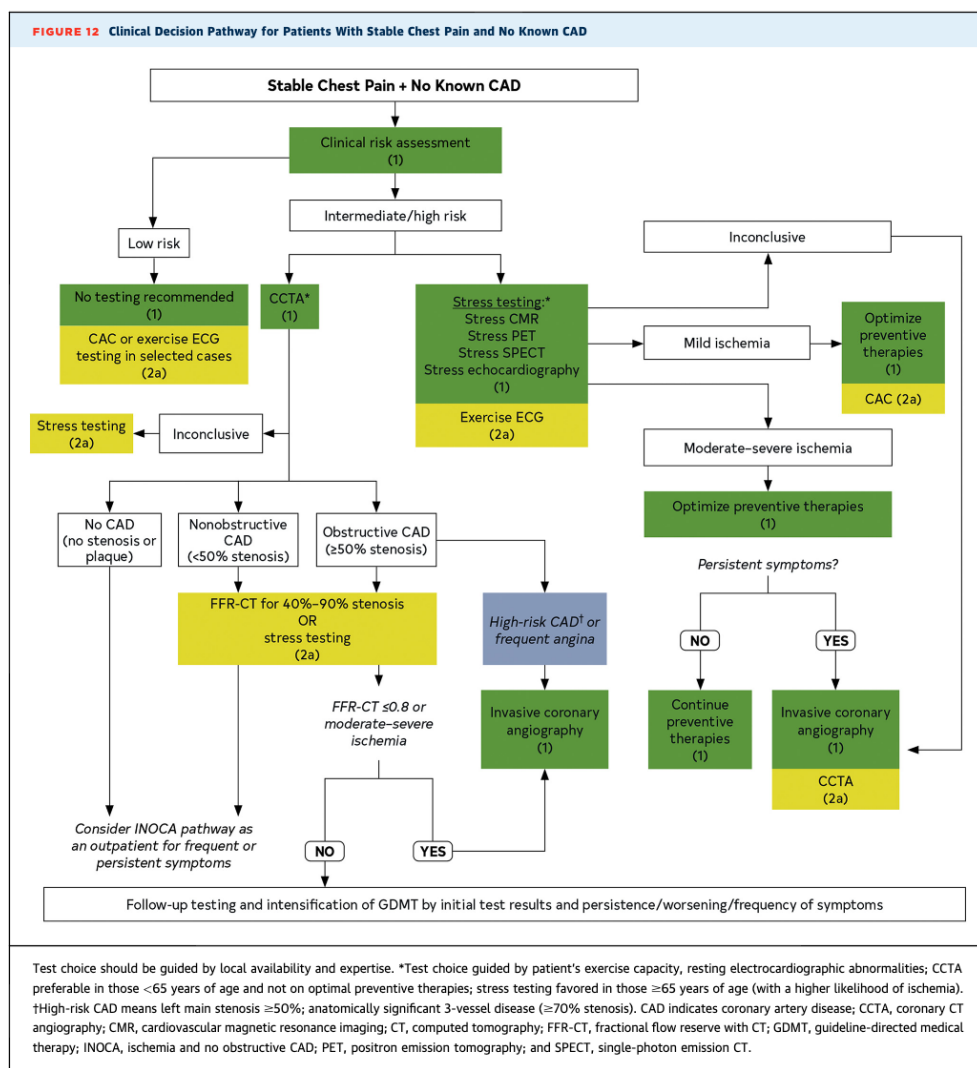 FIGURE 12 Clinical Decision Pathway for Patients With Stable Chest Pain and No Known CAD
Stable Chest Pain + No Known CAD
Clinical risk assessment
(1)
Intermediate/high risk
Low risk
No testing recommended
(1)
CAC or exercise ECG
testing in selected cases
(2a)
CCTA*
(1)
Stress testing:*
Stress CMR
Stress PET
Stress SPECT
Stress echocardiography
(1)
Exercise ECG
(2a)
Inconclusive
Mild ischemia
Optimize
preventive
therapies
(1)
CAC (2a)
Stress testing
(2a)
Inconclusive
Moderate–severe ischemia
Optimize preventive therapies
(1)
No CAD
(no stenosis or
plaque)
Nonobstructive
CAD
(<50% stenosis)
Obstructive CAD
(≥50% stenosis)
Persistent symptoms?
FFR-CT for 40%–90% stenosis
OR
stress testing
(2a)
High-risk CAD† or
frequent angina
NO
YES
FFR-CT ≤0.8 or
moderate–severe
ischemia
Invasive coronary
angiography
(1)
Continue
preventive
therapies
(1)
Invasive coronary
angiography
(1)
CCTA
(2a)
Consider INOCA pathway as
an outpatient for frequent or
persistent symptoms
NO
YES
Follow-up testing and intensification of GDMT by initial test results and persistence/worsening/frequency of symptoms
Test choice should be guided by local availability and expertise. *Test choice guided by patient's exercise capacity, resting electrocardiographic abnormalities; CCTA
preferable in those <65 years of age and not on optimal preventive therapies; stress testing favored in those ≥65 years of age (with a higher likelihood of ischemia).
†High-risk CAD means left main stenosis ≥50%; anatomically significant 3-vessel disease (≥70% stenosis). CAD indicates coronary artery disease; CCTA, coronary CT
angiography; CMR, cardiovascular magnetic resonance imaging; CT, computed tomography; FFR-CT, fractional flow reserve with CT; GDMT, guideline-directed medical
therapy; INOCA, ischemia and no obstructive CAD; PET, positron emission tomography; and SPECT, single-photon emission CT.